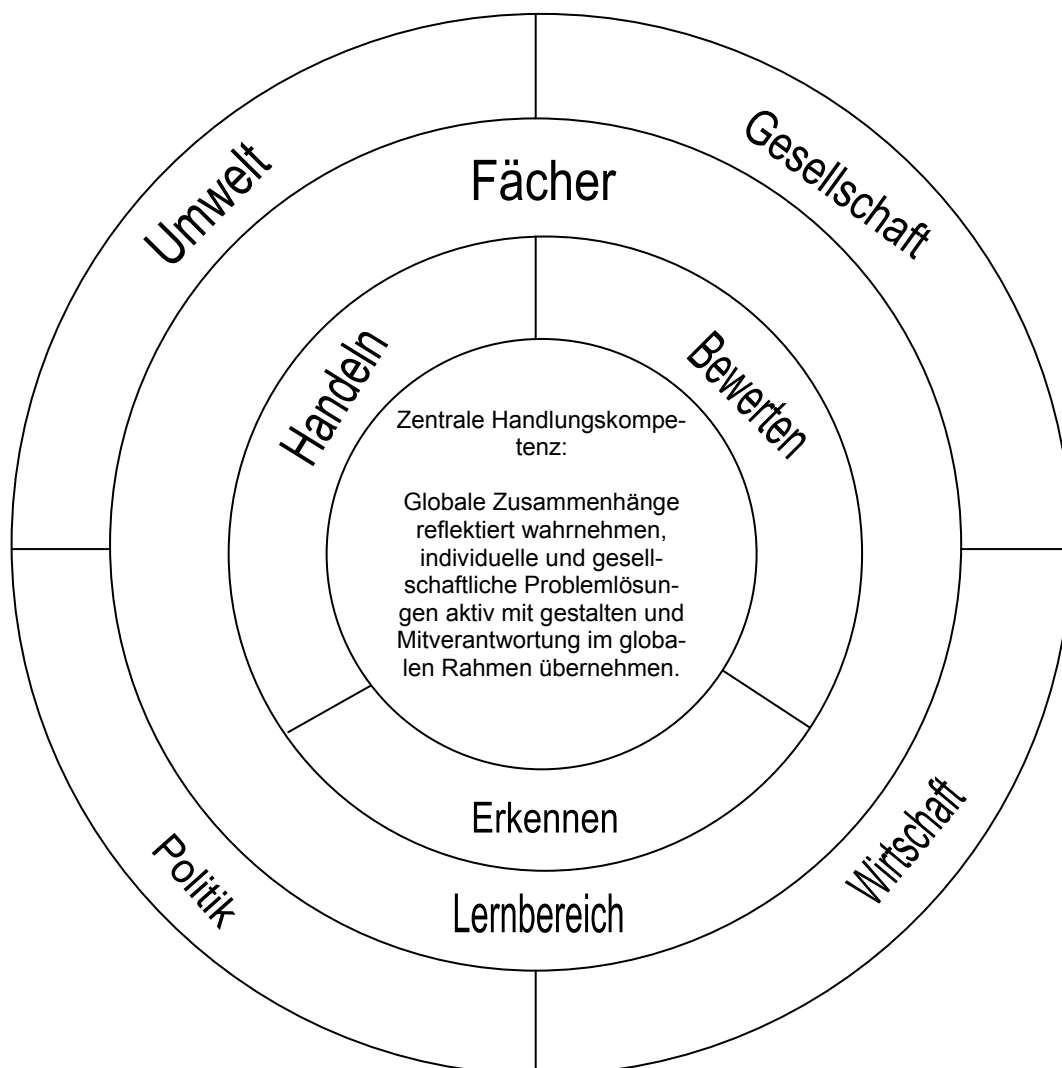 Umwelt
Gesellschaft
Fächer
Handeln
Bewerten
Zentrale Handlungskompe-
tenz:
Globale Zusammenhänge
reflektiert wahrnehmen,
individuelle und gesell-
schaftliche Problemlösun-
gen aktiv mit gestalten und
Mitverantwortung im globa-
len Rahmen übernehmen.
Erkennen
Lernbereich
Politik
Wirtschaft